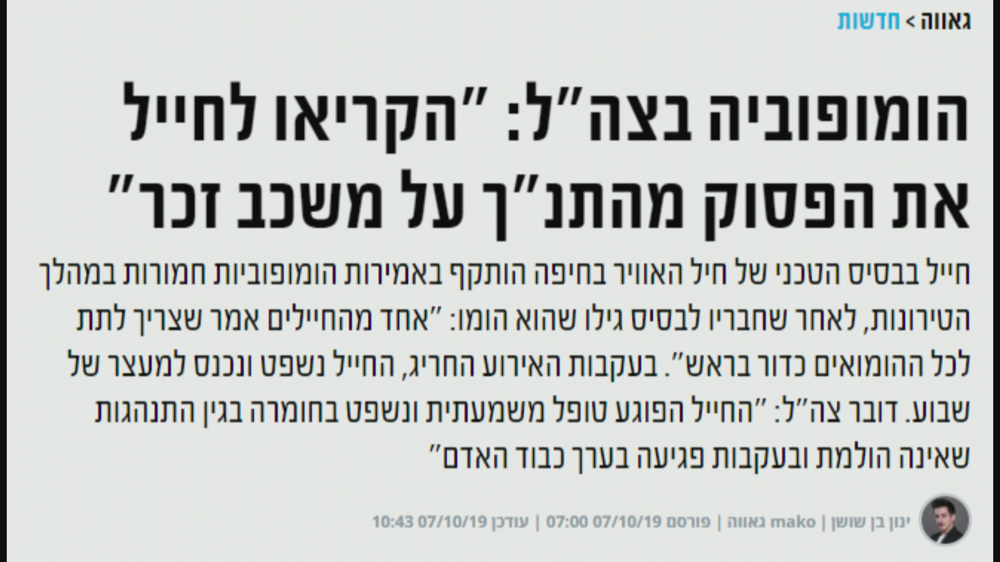 גאווה > חדשות
הומופוביה בצה"ל: "הקריאו לחייל
את הפסוק מהתנ"ך על משכב זכר"
חייל בבסיס הטכני של חיל האוויר בחיפה הותקף באמירות הומופוביות חמורות במהלך
הטירונות, לאחר שחבריו לבסיס גילו שהוא הומו: "אחד מהחיילים אמר שצריך לתת
לכל ההומואים כדור בראש". בעקבות האירוע החריג, החייל נשפט ונכנס למעצר של
שבוע. דובר צה"ל: "החייל הפוגע טופל משמעתית ונשפט בחומרה בגין התנהגות
שאינה הולמת ובעקבות פגיעה בערך כבוד האדם"
ינון בן שושן | mako גאווה | פורסם 07/10/19 07:00 | עודכן 07/10/19 10:43